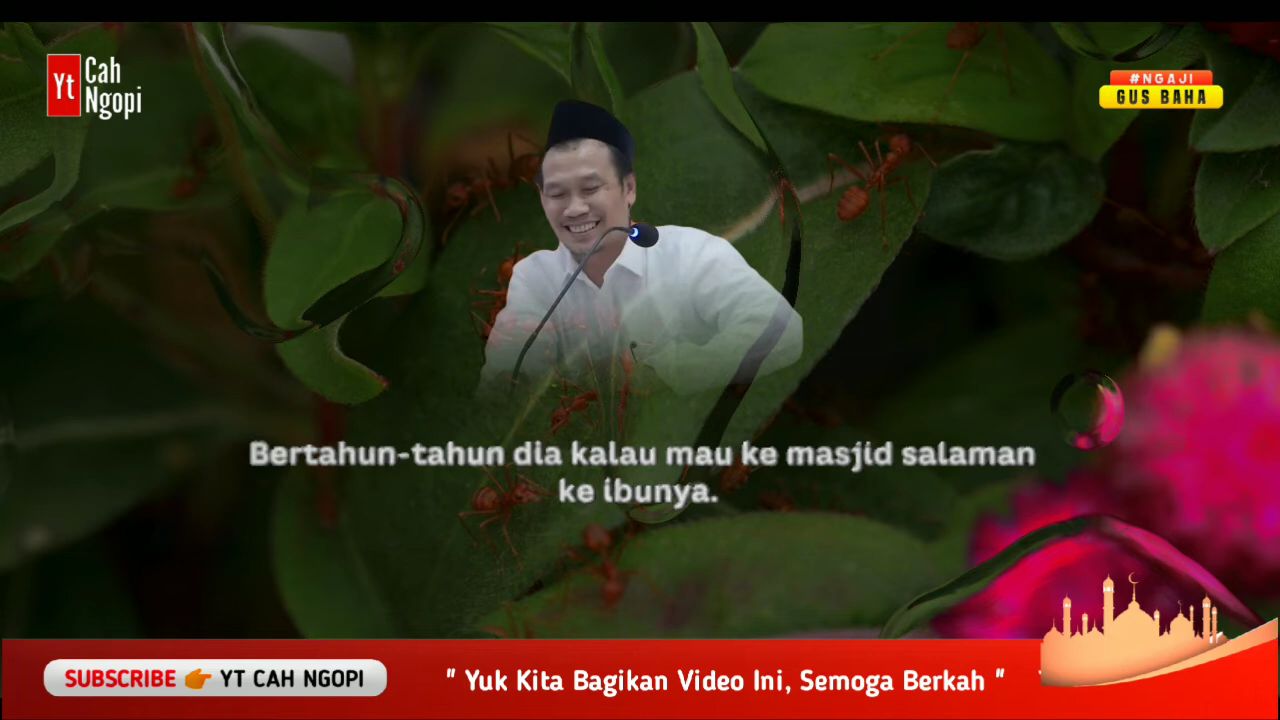 Yt
Cah
Ngopi
#NGAJI
GUS BAHA
Bertahun-tahun dia kalau mau ke masjid salaman
ke ibunya.
SUBSCRIBE 👉 YT CAH NGOPI
" Yuk Kita Bagikan Video Ini, Semoga Berkah "